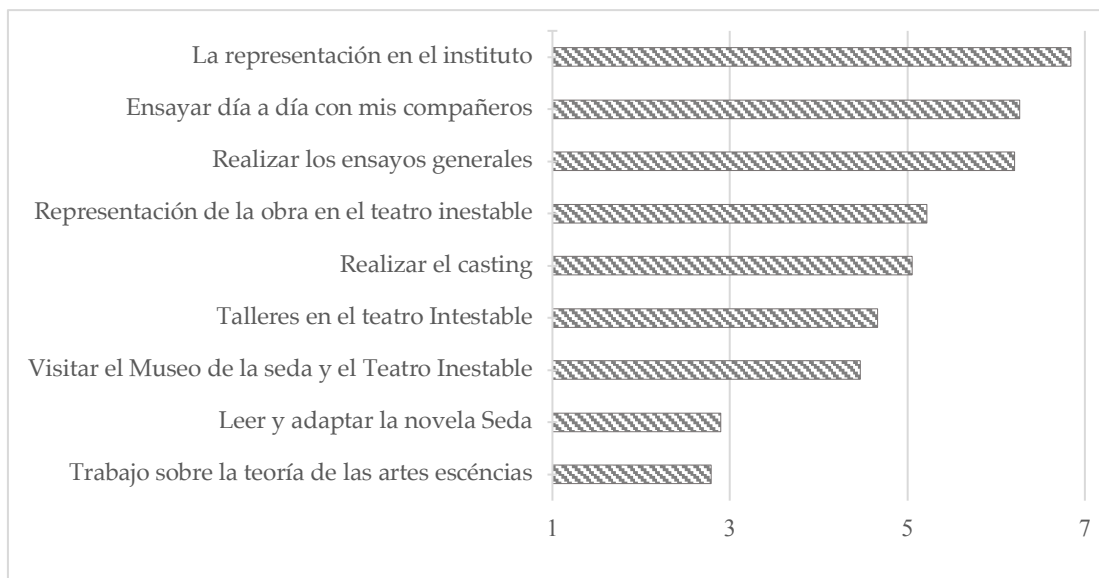 La representación en el instituto
Ensayar día a día con mis compañeros
Realizar los ensayos generales
Representación de la obra en el teatro inestable
Realizar el casting
Talleres en el teatro Intestable
Visitar el Museo de la seda y el Teatro Inestable
Leer y adaptar la novela Seda
Trabajo sobre la teoría de las artes escéncias
1 3 5 7